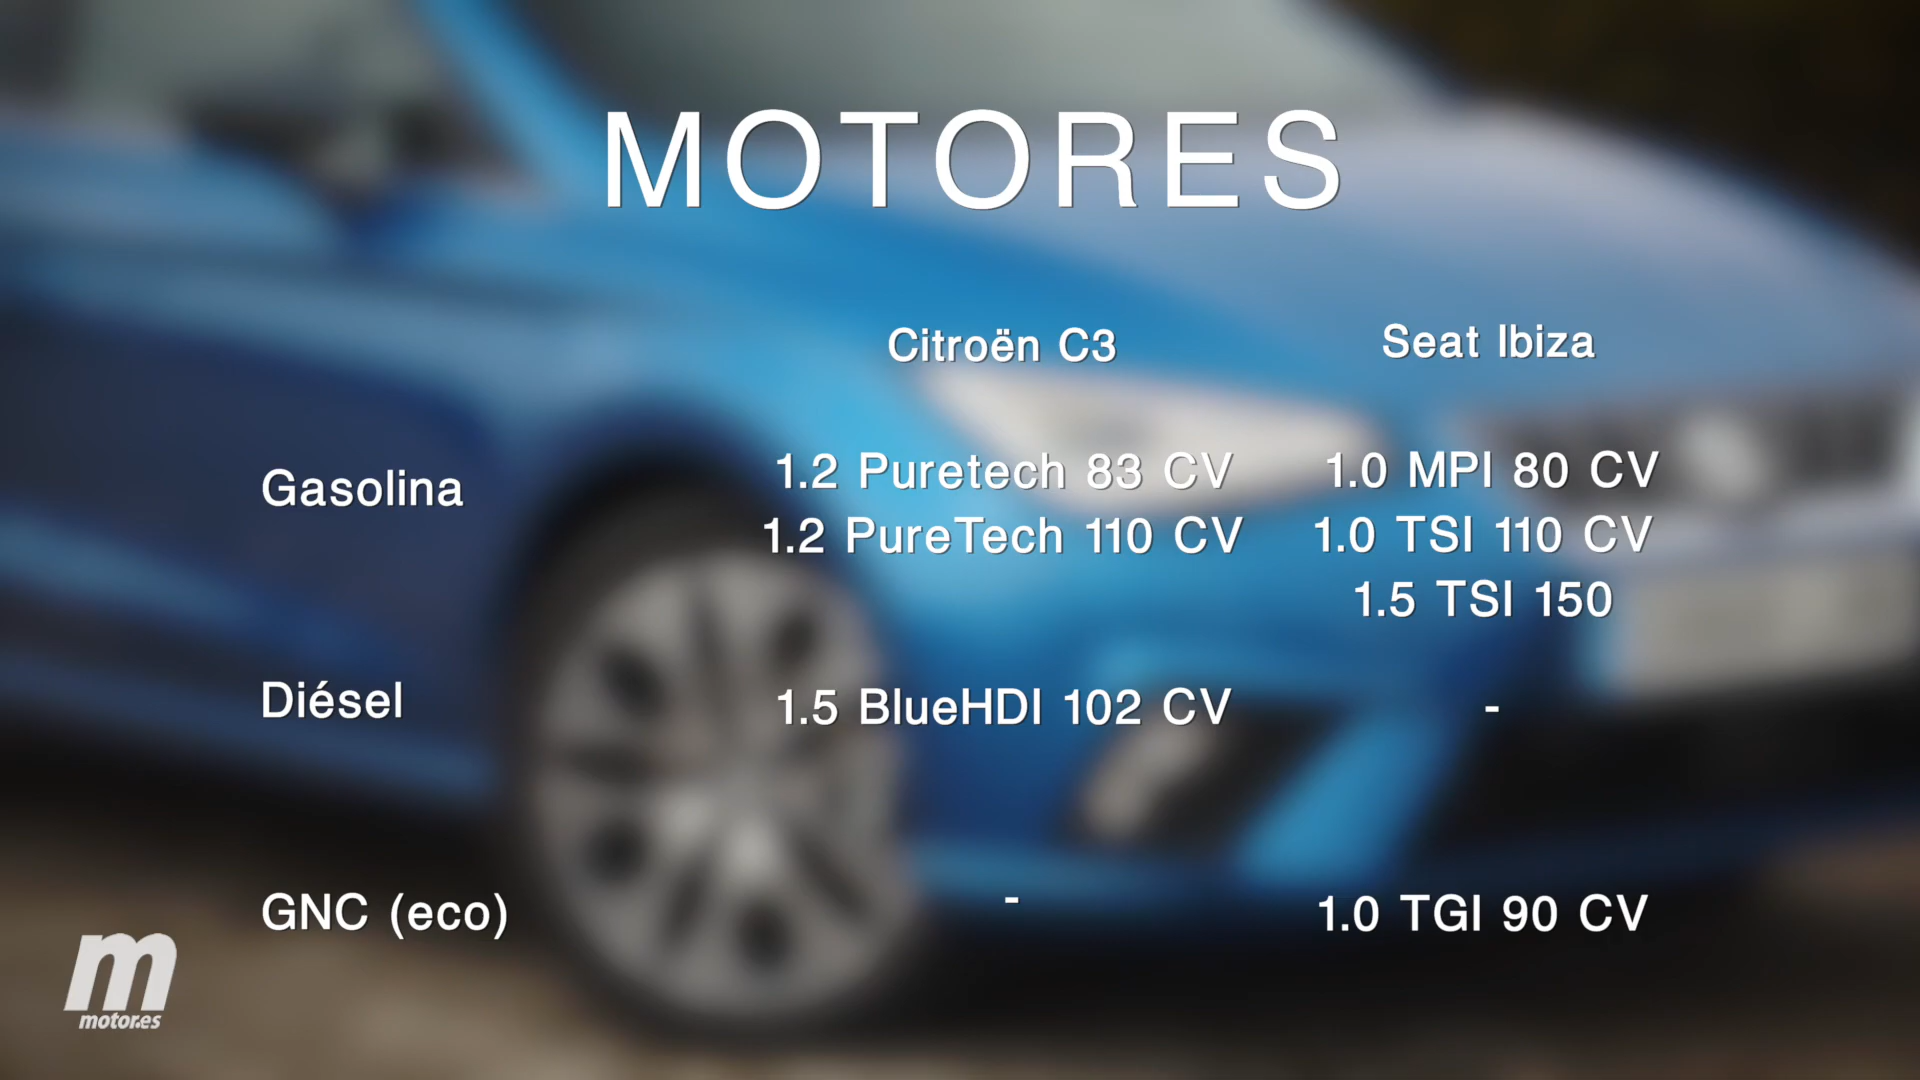 MOTORES
Citroën C3 Seat Ibiza
Gasolina 1.2 Puretech 83 CV 1.0 MPI 80 CV
1.2 PureTech 110 CV 1.0 TSI 110 CV
1.5 TSI 150
Diésel 1.5 BlueHDI 102 CV -
GNC (eco) - 1.0 TGI 90 CV
m
motor.es